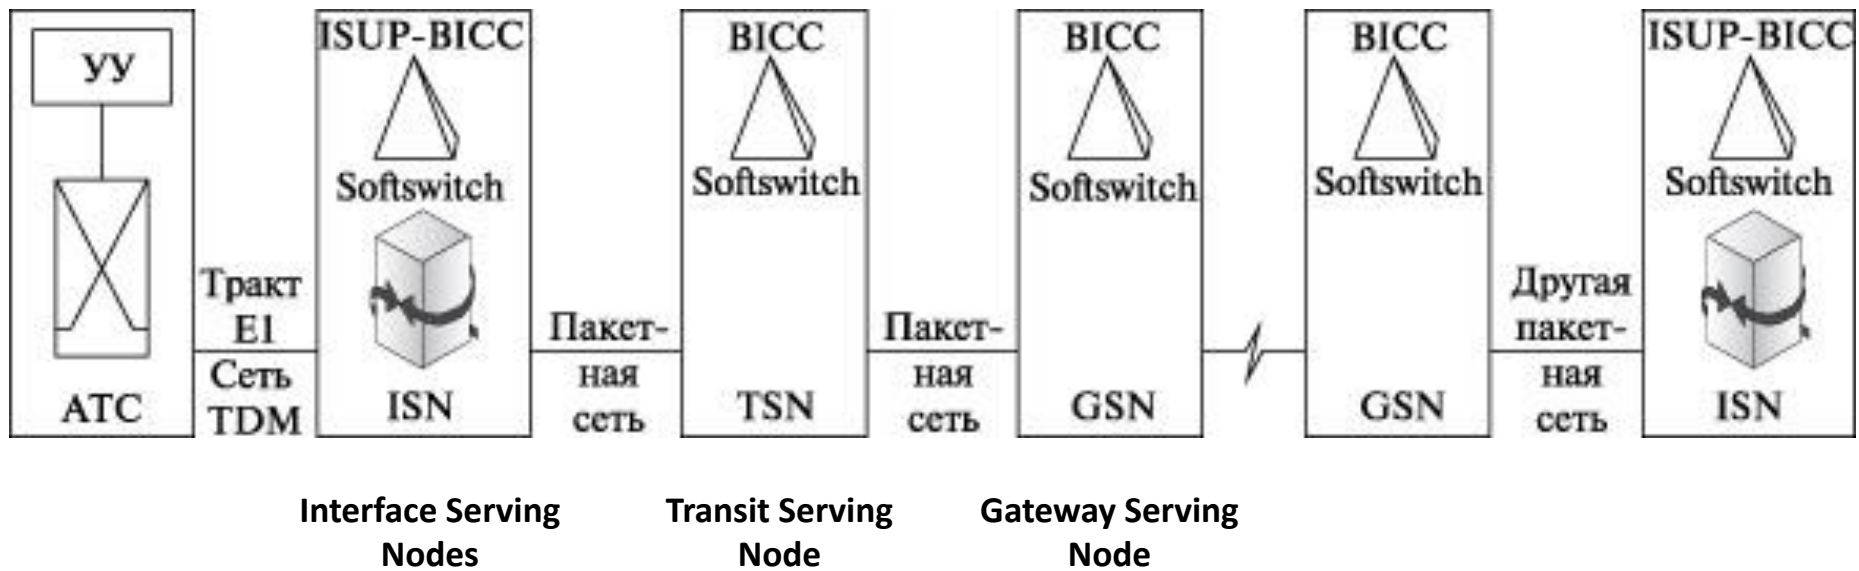 УУ
АТС
Тракт
Е1
Сеть
TDM
ISUP-BICC
Softswitch
ISN
Пакет-
ная
сеть
BICC
Softswitch
TSN
Пакет-
ная
сеть
BICC
Softswitch
GSN
BICC
Softswitch
GSN
Другая
пакет-
ная
сеть
ISUP-BICC
Softswitch
ISN
Interface Serving
Nodes
Transit Serving
Node
Gateway Serving
Node